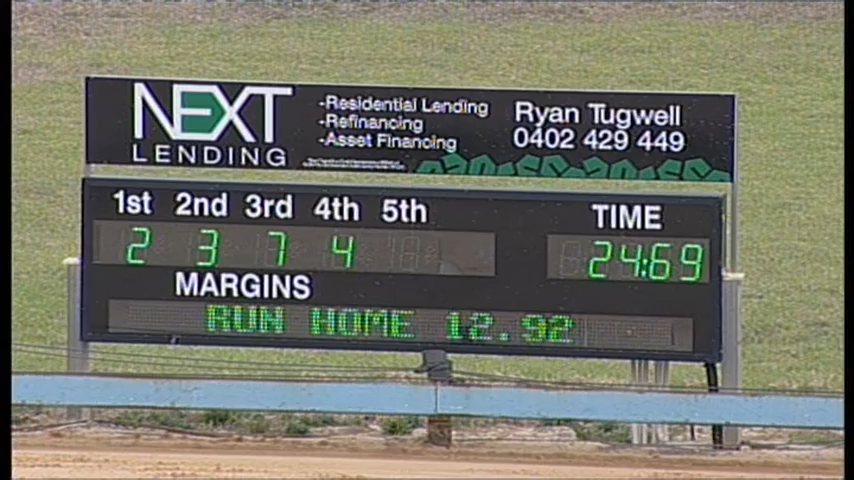 NEXT
LENDING
-Residential Lending
-Refinancing
-Asset Financing
Ryan Tugwell
0402 429 449
1st 2nd 3rd 4th 5th
2 3 7 4
TIME
24:69
MARGINS
RUN HOME 12.92